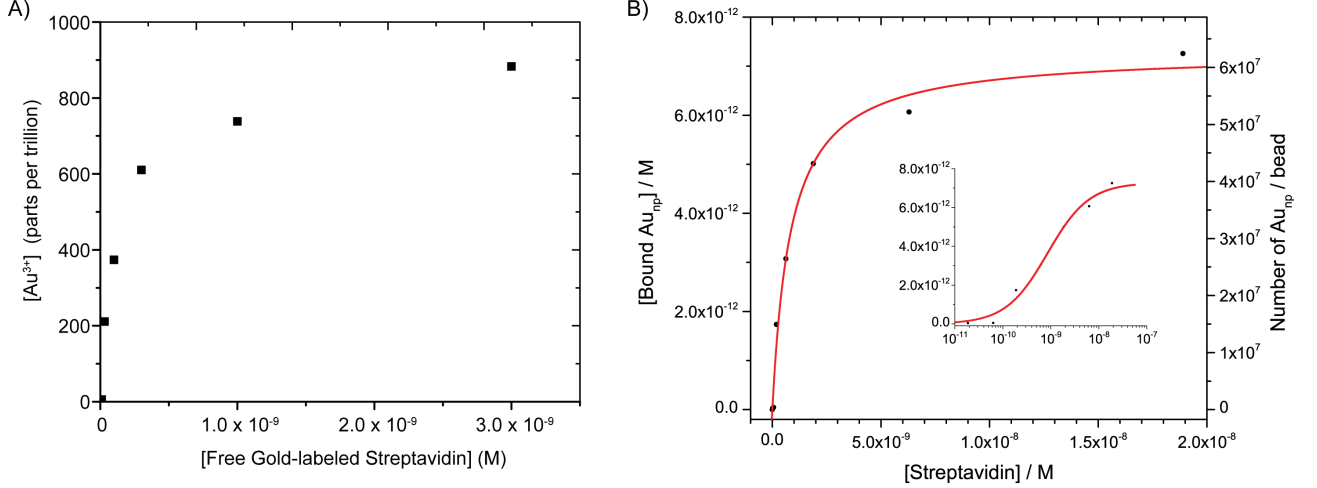 A)
1000
800
600
400
200
0
[Au³⁺] (parts per trillion)
0
1.0 x 10⁻⁹
2.0 x 10⁻⁹
3.0 x 10⁻⁹
[Free Gold-labeled Streptavidin] (M)
B)
8.0x10⁻¹²
6.0x10⁻¹²
4.0x10⁻¹²
2.0x10⁻¹²
0.0
[Bound Auₙₚ] / M
0.0
5.0x10⁻⁹
1.0x10⁻⁸
1.5x10⁻⁸
2.0x10⁻⁸
[Streptavidin] / M
6x10⁷
5x10⁷
4x10⁷
3x10⁷
2x10⁷
1x10⁷
0
Number of Auₙₚ / bead
8.0x10⁻¹²
6.0x10⁻¹²
4.0x10⁻¹²
2.0x10⁻¹²
0.0
10⁻¹¹
10⁻¹⁰
10⁻⁹
10⁻⁸
10⁻⁷